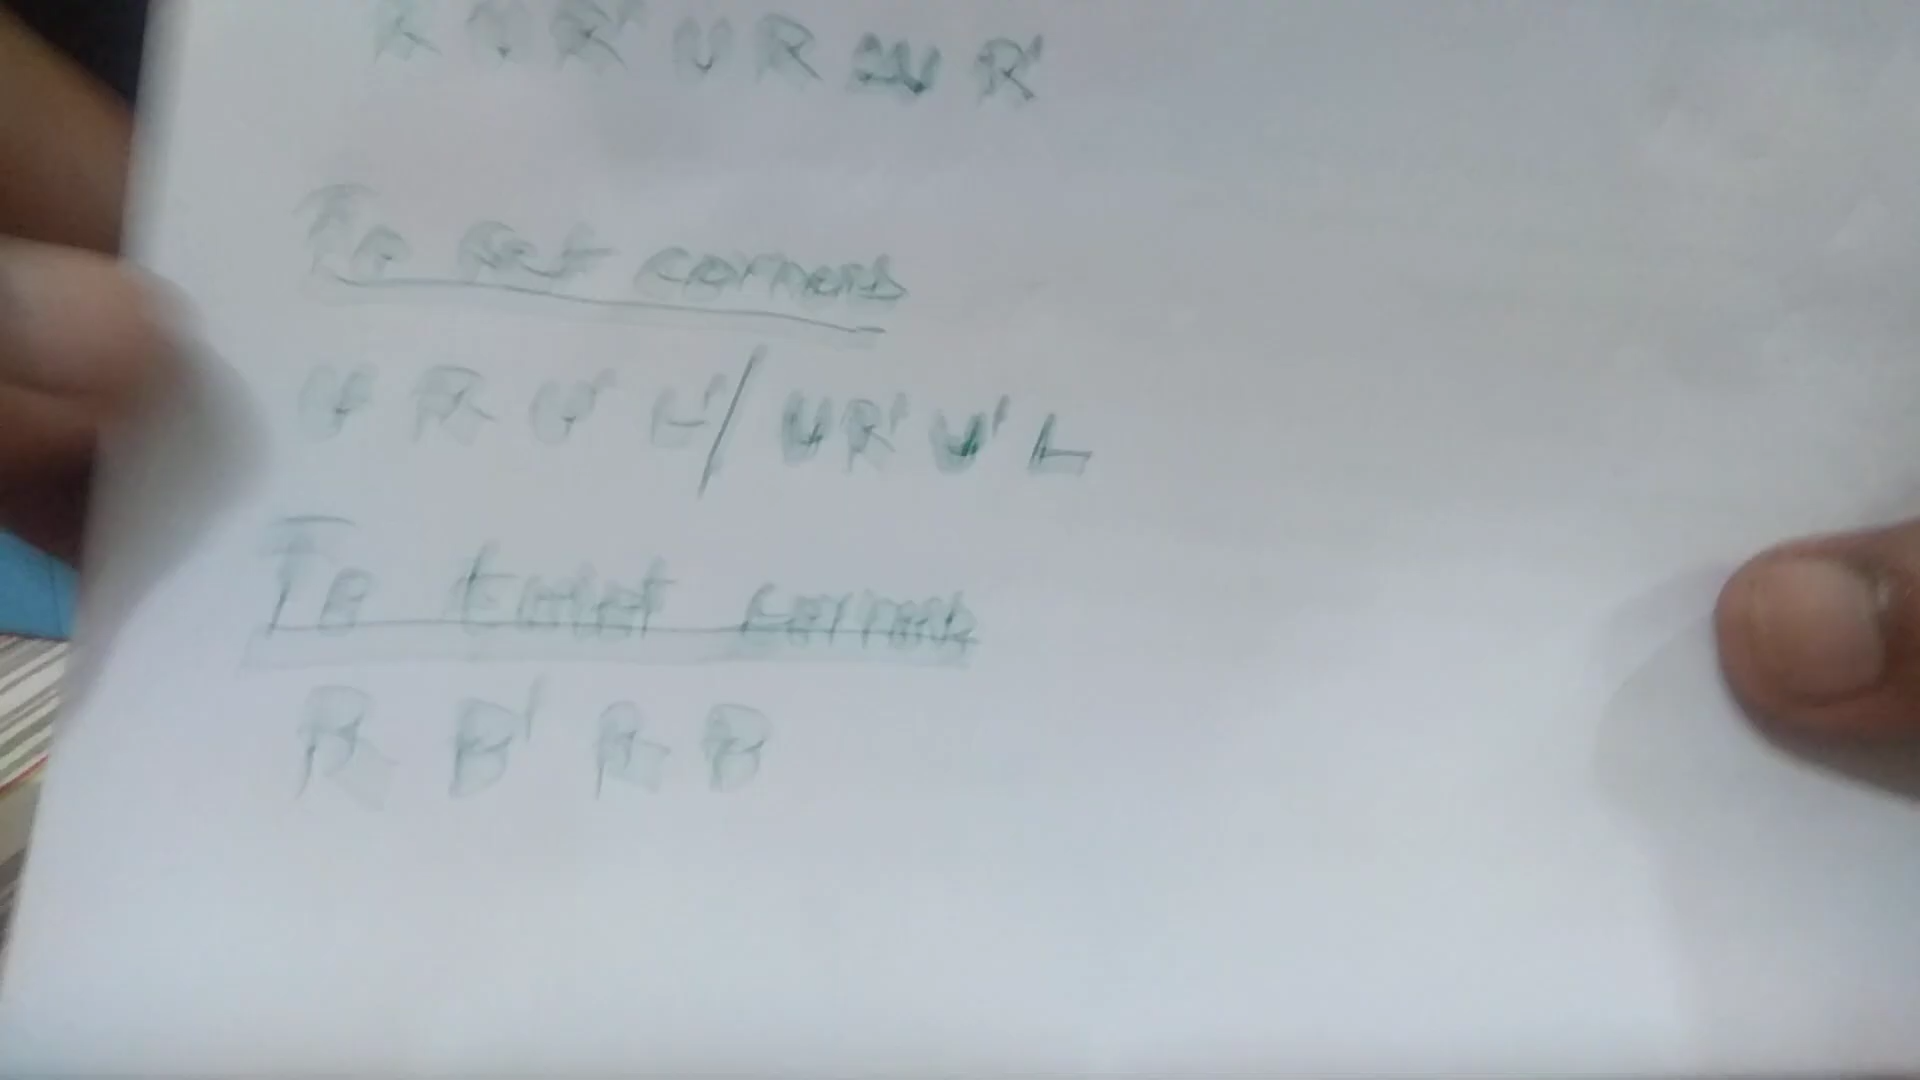 R U R' U R 2U R'
To set corners
U R U' L' / U R' U' L
To twist corners
R D' R D